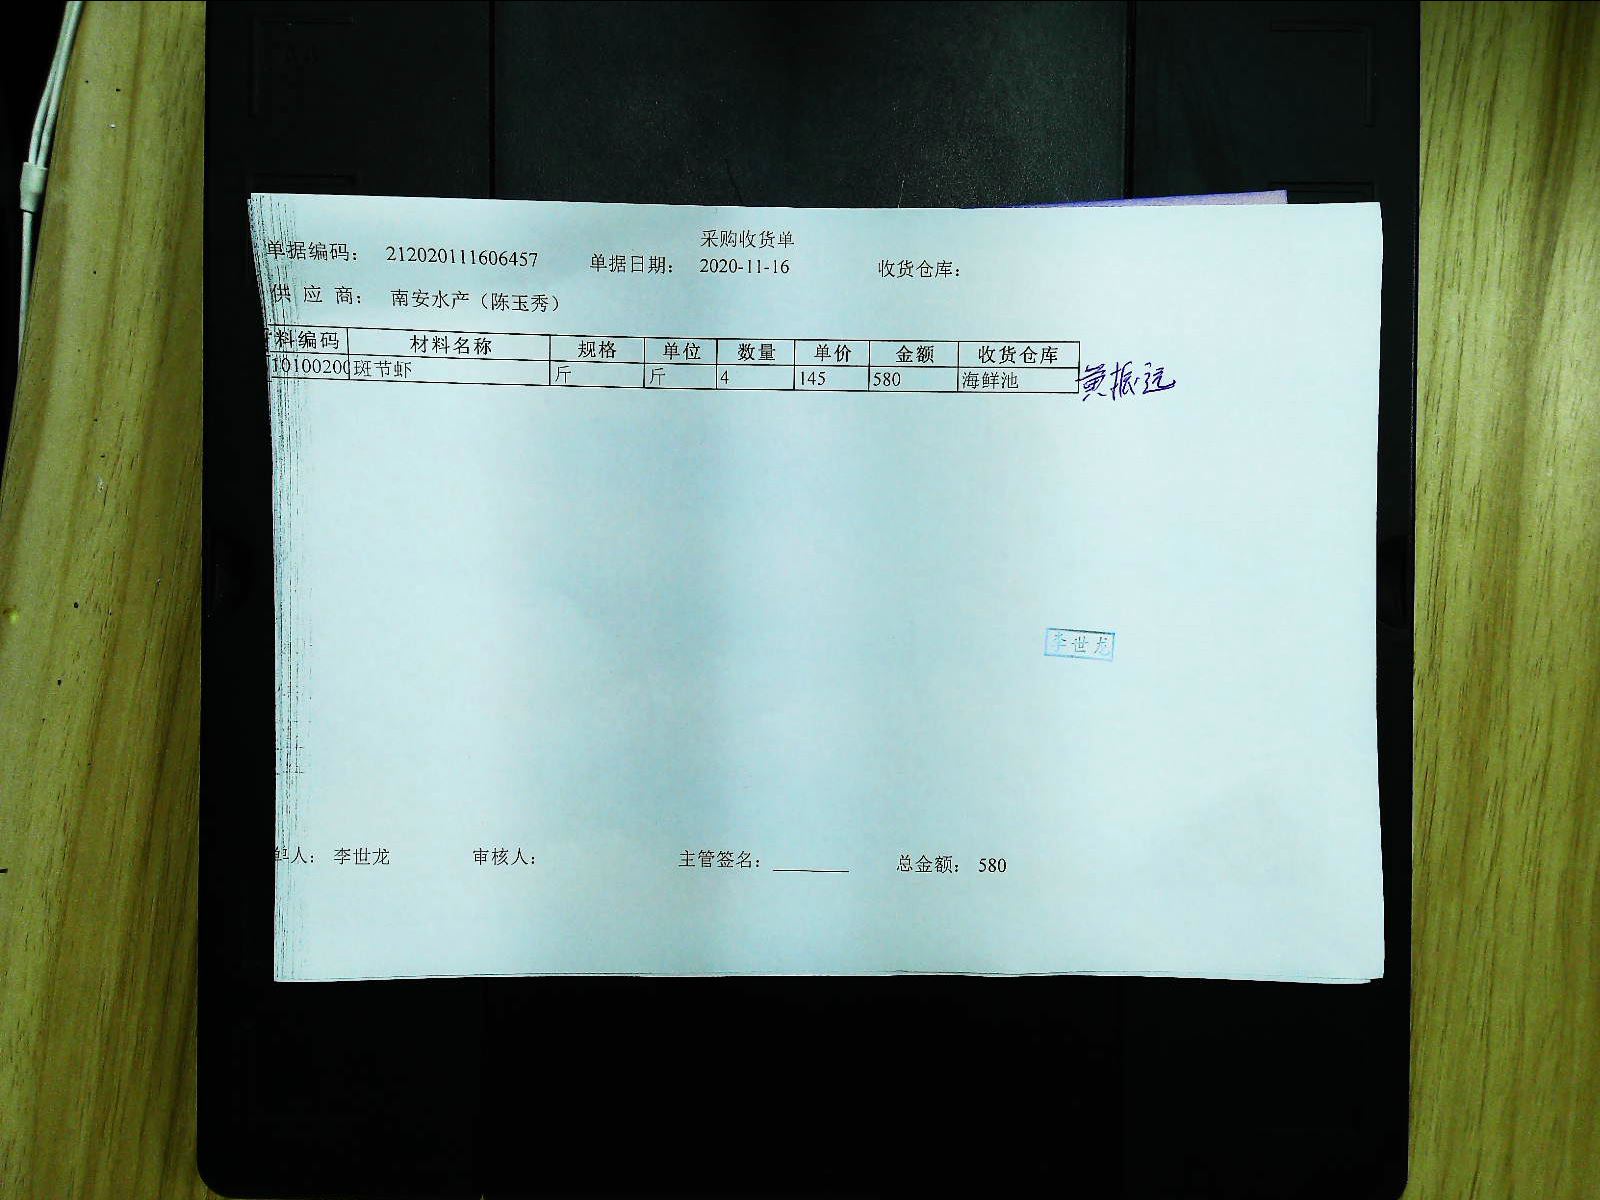 采购收货单
单据编码： 212020111606457 单据日期： 2020-11-16 收货仓库：
供 应 商： 南安水产（陈玉秀）
料编码 材料名称 规格 单位 数量 单价 金额 收货仓库
10100200 斑节虾 斤 斤 4 145 580 海鲜池
黄振远
李世龙
单人： 李世龙 审核人： 主管签名： 总金额： 580